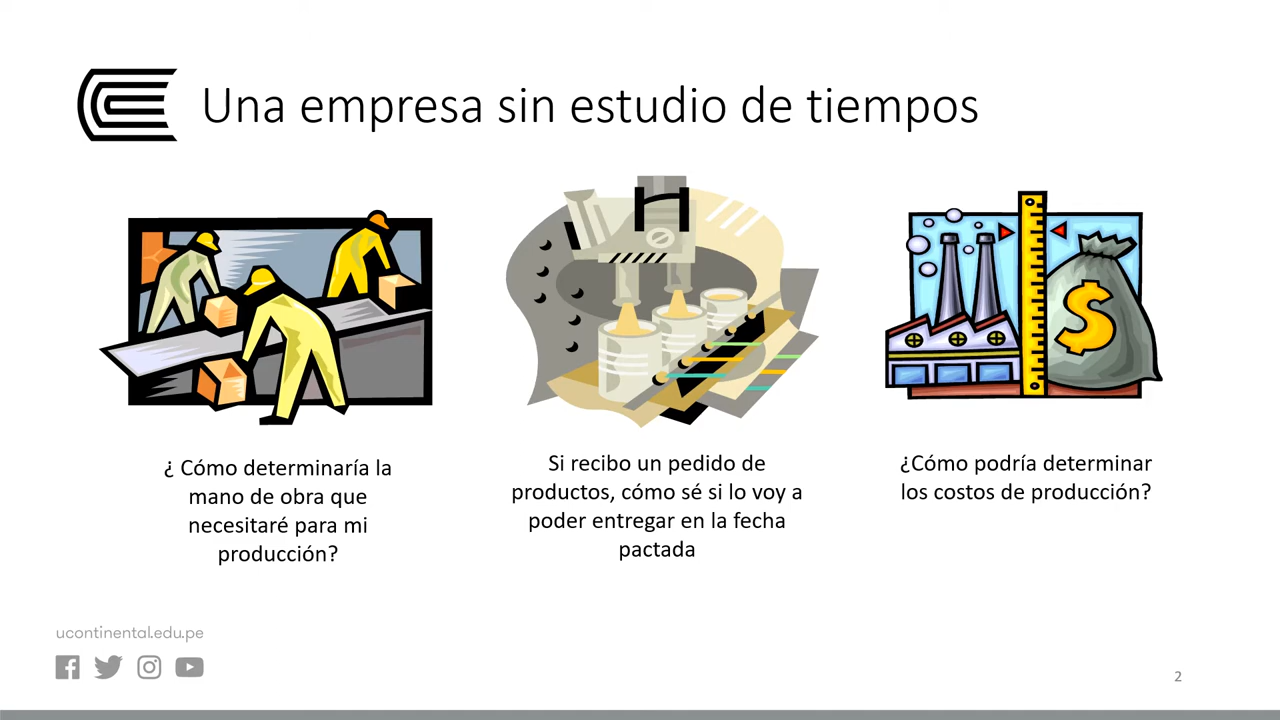 Una empresa sin estudio de tiempos
$
¿ Cómo determinaría la
mano de obra que
necesitaré para mi
producción?
Si recibo un pedido de
productos, cómo sé si lo voy a
poder entregar en la fecha
pactada
¿Cómo podría determinar
los costos de producción?
ucontinental.edu.pe
2